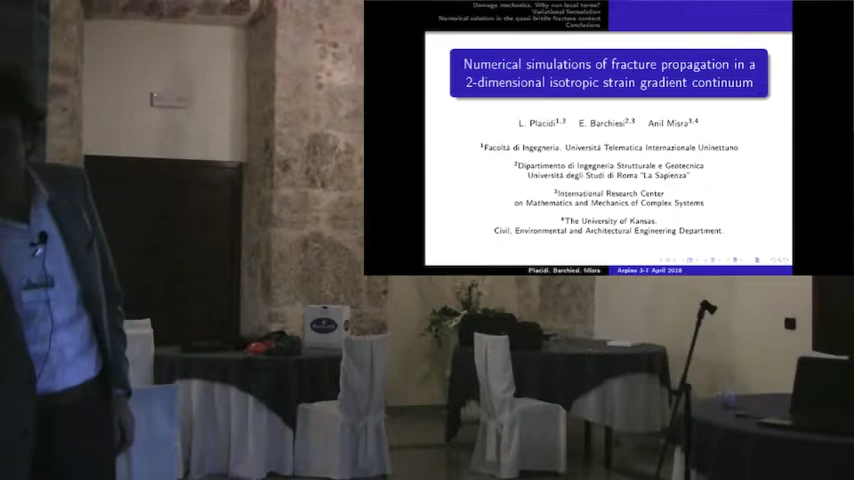 Damage mechanics. Why non local terms?
Variational formulation
Numerical solution in the quasi-brittle fracture context
Conclusions
Numerical simulations of fracture propagation in a
2-dimensional isotropic strain gradient continuum
L. Placidi1,3 E. Barchiesi2,3 Anil Misra3,4
1Facoltà di Ingegneria. Università Telematica Internazionale Uninettuno
2Dipartimento di Ingegneria Strutturale e Geotecnica
Università degli Studi di Roma "La Sapienza"
3International Research Center
on Mathematics and Mechanics of Complex Systems
4The University of Kansas.
Civil, Environmental and Architectural Engineering Department.
Placidi, Barchiesi, Misra Arpino 3-7 April 2018